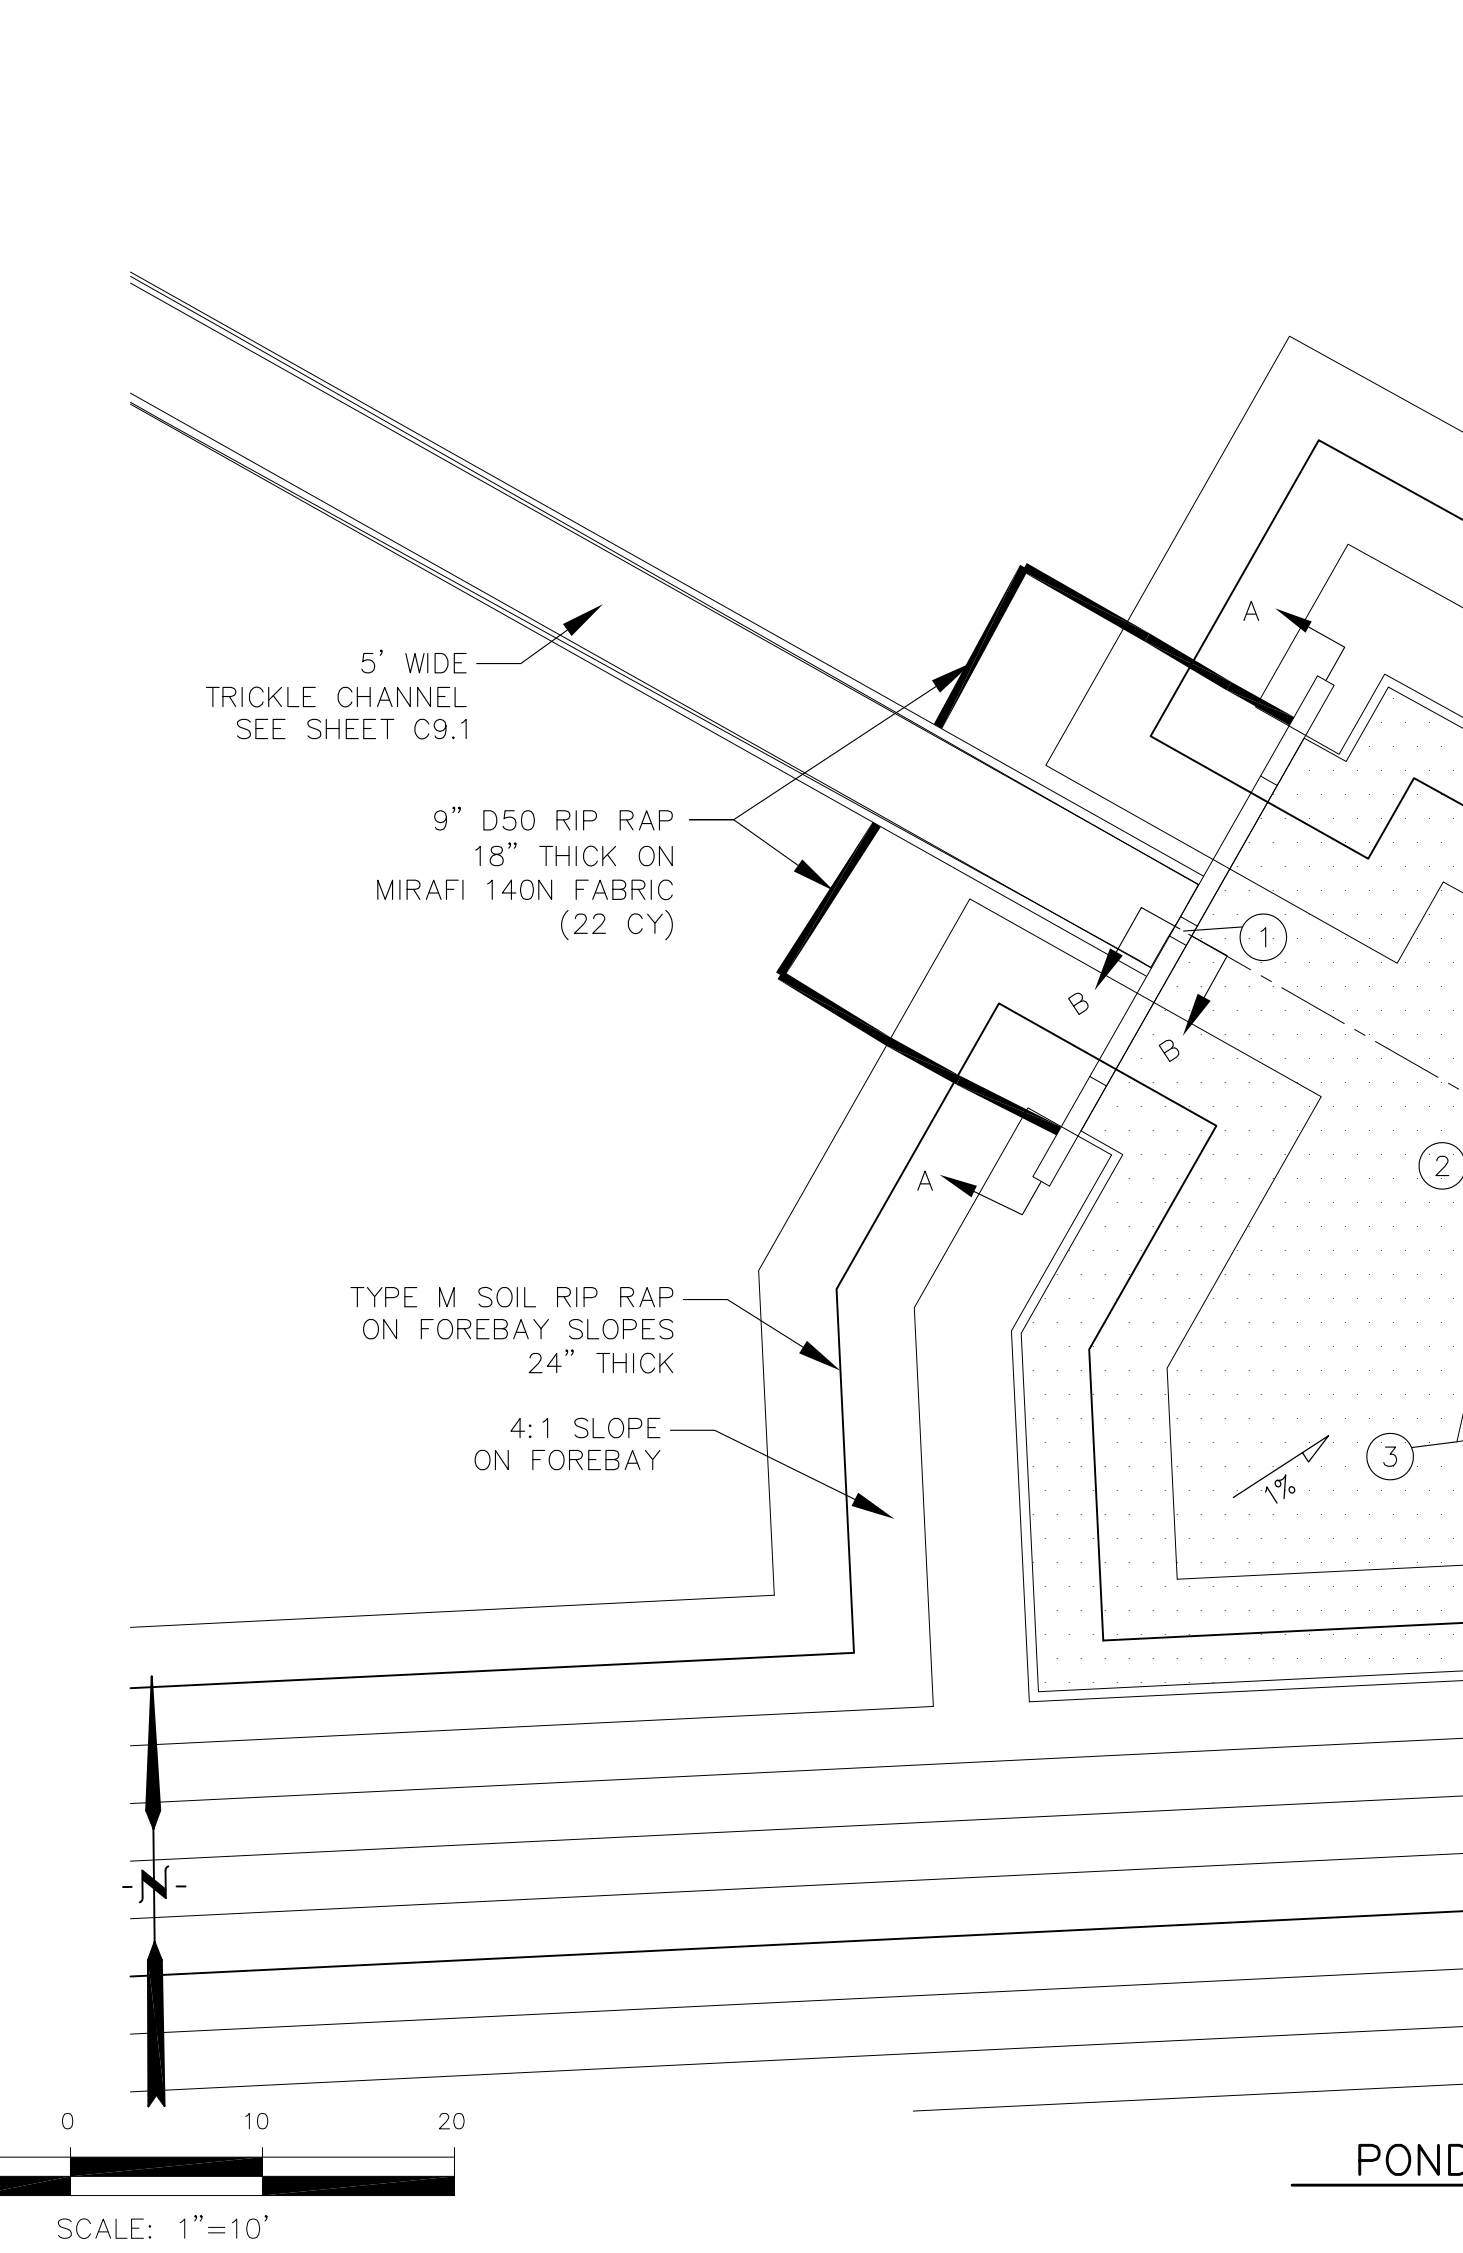 A
5' WIDE
TRICKLE CHANNEL
SEE SHEET C9.1
9" D50 RIP RAP
18" THICK ON
MIRAFI 140N FABRIC
(22 CY)
1
B
B
2
A
TYPE M SOIL RIP RAP
ON FOREBAY SLOPES
24" THICK
4:1 SLOPE
ON FOREBAY
3
1%
N
0 10 20
POND
SCALE: 1"=10'